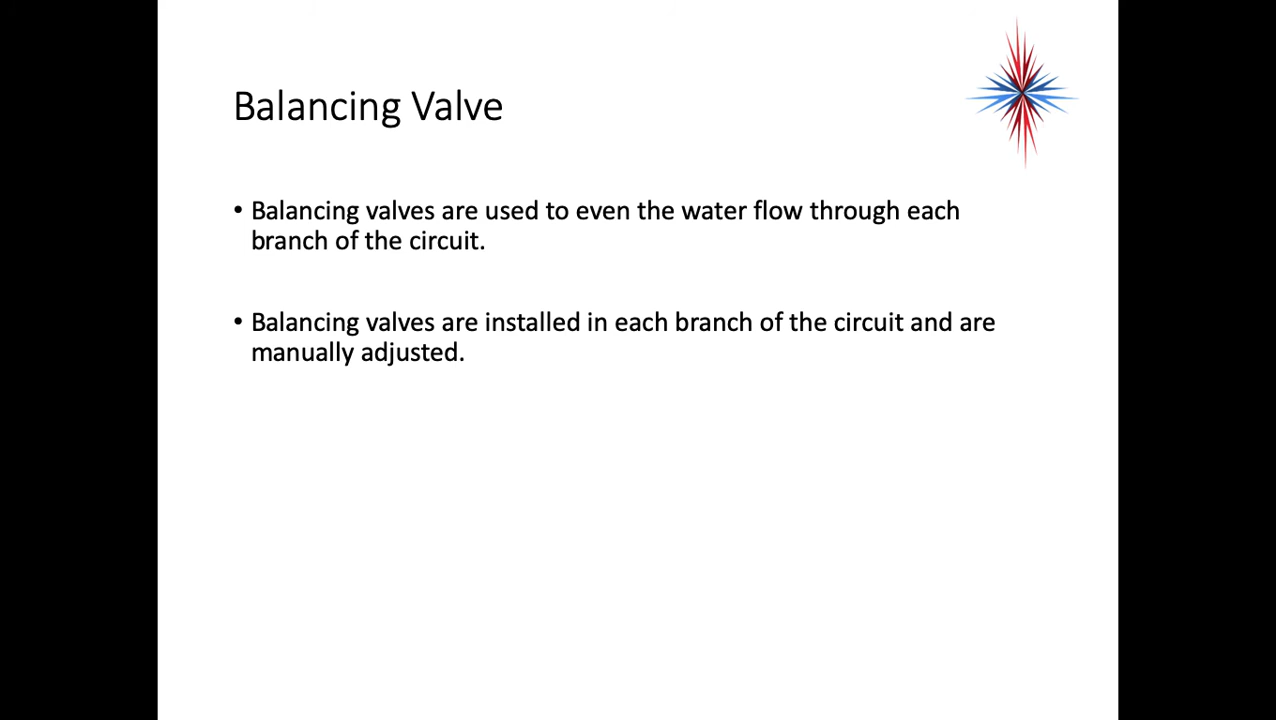 Balancing Valve
• Balancing valves are used to even the water flow through each
branch of the circuit.
• Balancing valves are installed in each branch of the circuit and are
manually adjusted.